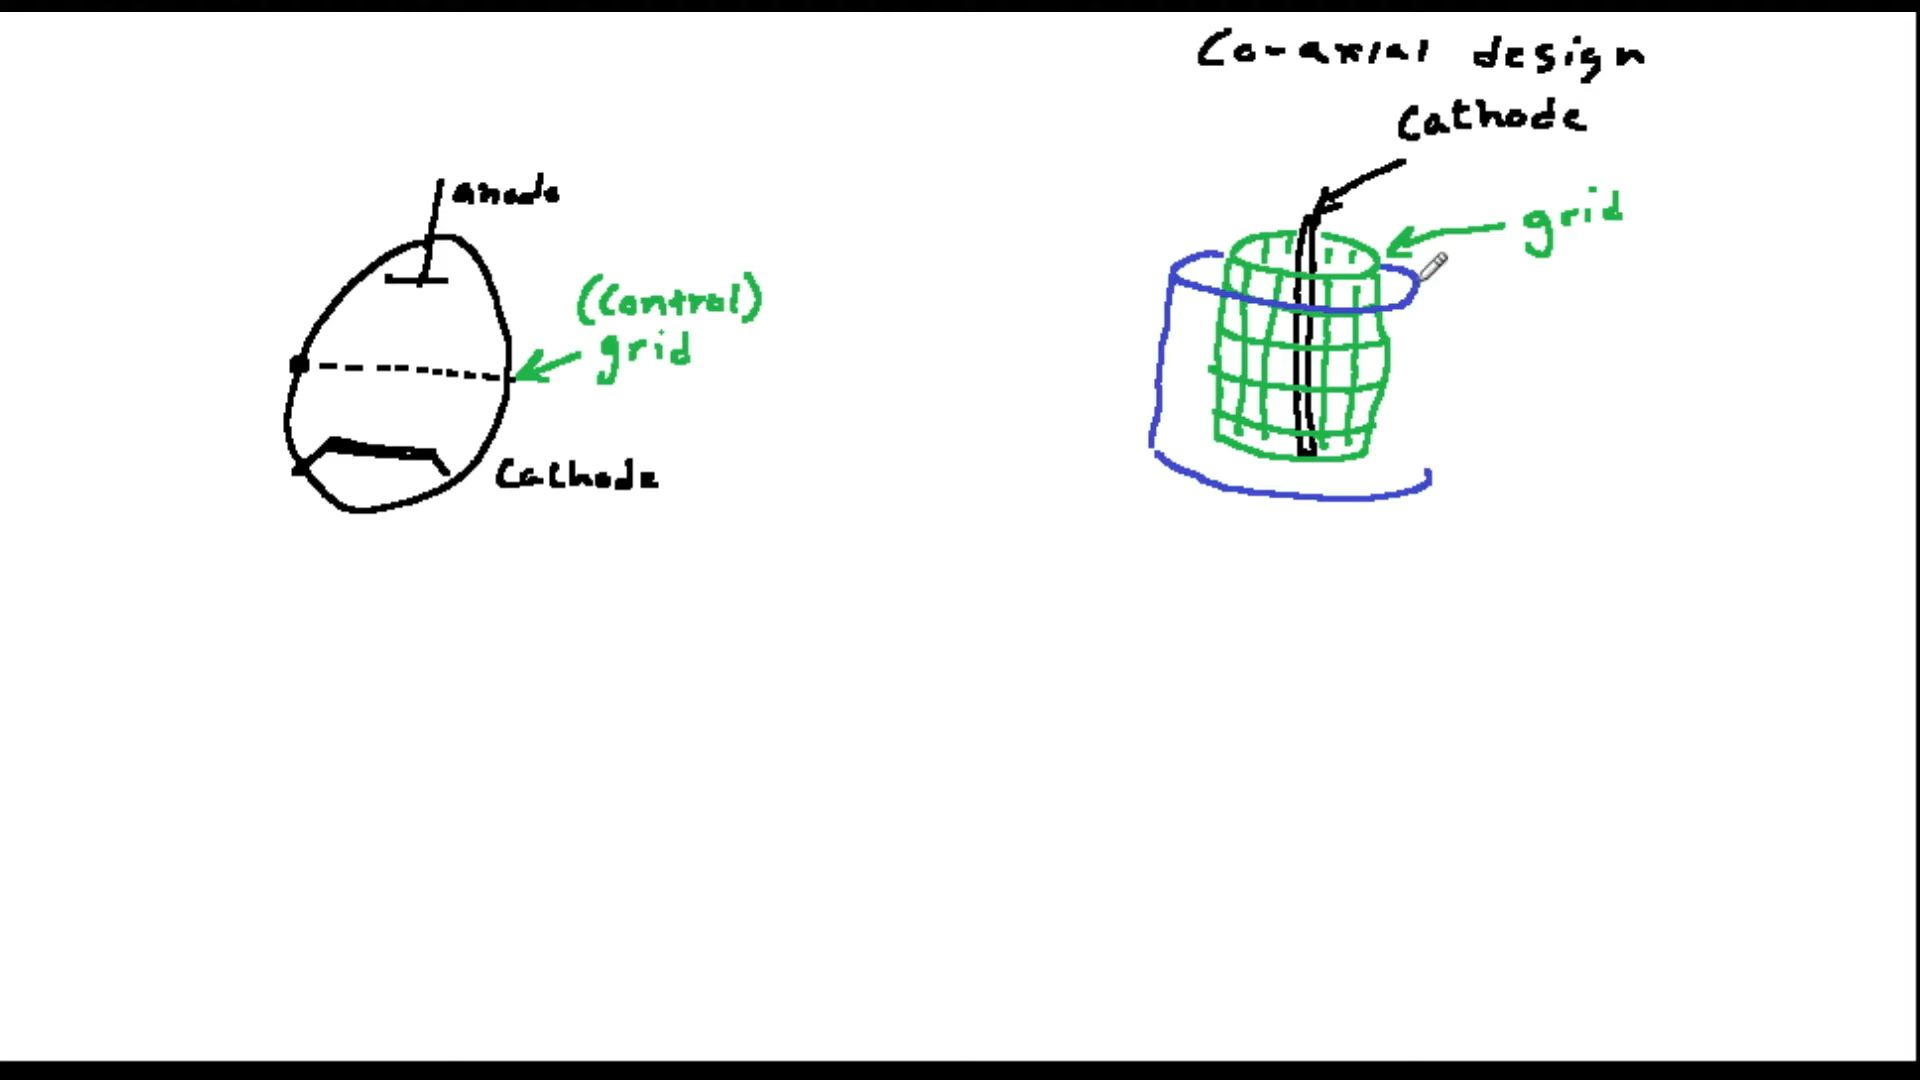 anode
(Control)
grid
Cathode
Co-axial design
Cathode
grid